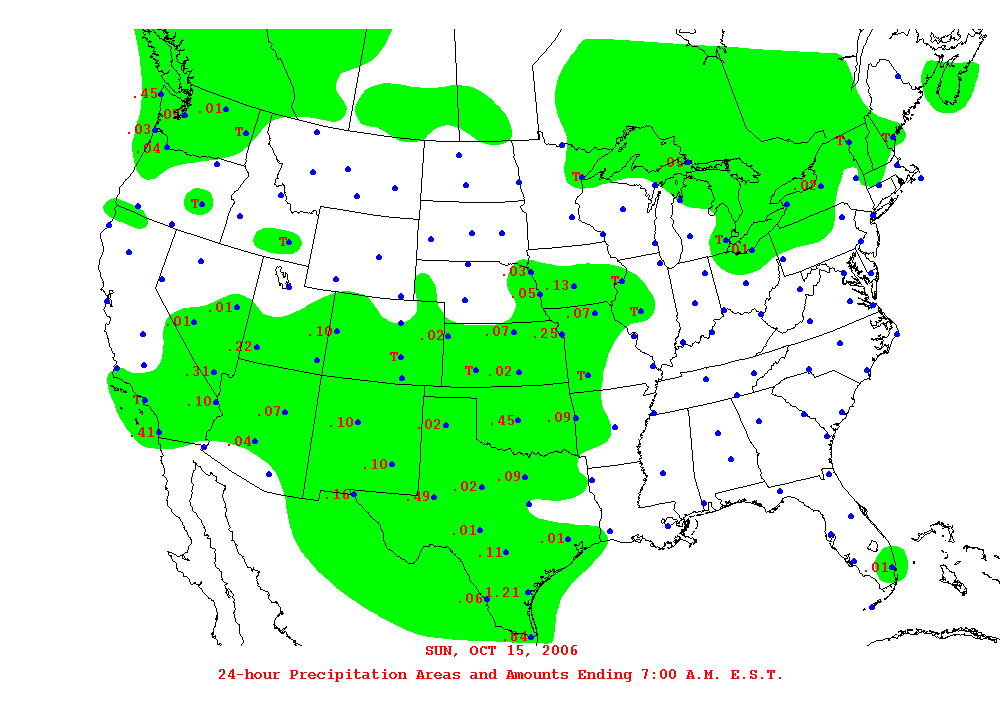 .45
.05 .01
.03 T
.04
T T
.09
T
T .02
T
T
T .01
.03
.05 .13 T
.01
.01 .07 T
.10 .02 .07 .25
.22 T
.31 T .02 T
T .10
.07 .10 .02 .45 .09
.41 .04
.10
.02 .09
.16 .49
.01 .01
.11
.01
.06 1.21
.64
SUN, OCT 15, 2006
24-hour Precipitation Areas and Amounts Ending 7:00 A.M. E.S.T.